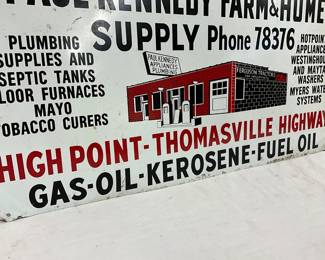 PAUL KENNEDY FARM & HOME
SUPPLY Phone 78376
PLUMBING
SUPPLIES AND
SEPTIC TANKS
FLOOR FURNACES
MAYO
TOBACCO CURERS
PAUL KENNEDY
APPLIANCES
PLUMBING
FERGUSON TRACTORS
HOTPOINT
APPLIANCES
WESTINGHOUSE
AND MAYTAG
WASHERS
MYERS WATER
SYSTEMS
HIGH POINT-THOMASVILLE HIGHWAY
GAS-OIL-KEROSENE-FUEL OIL